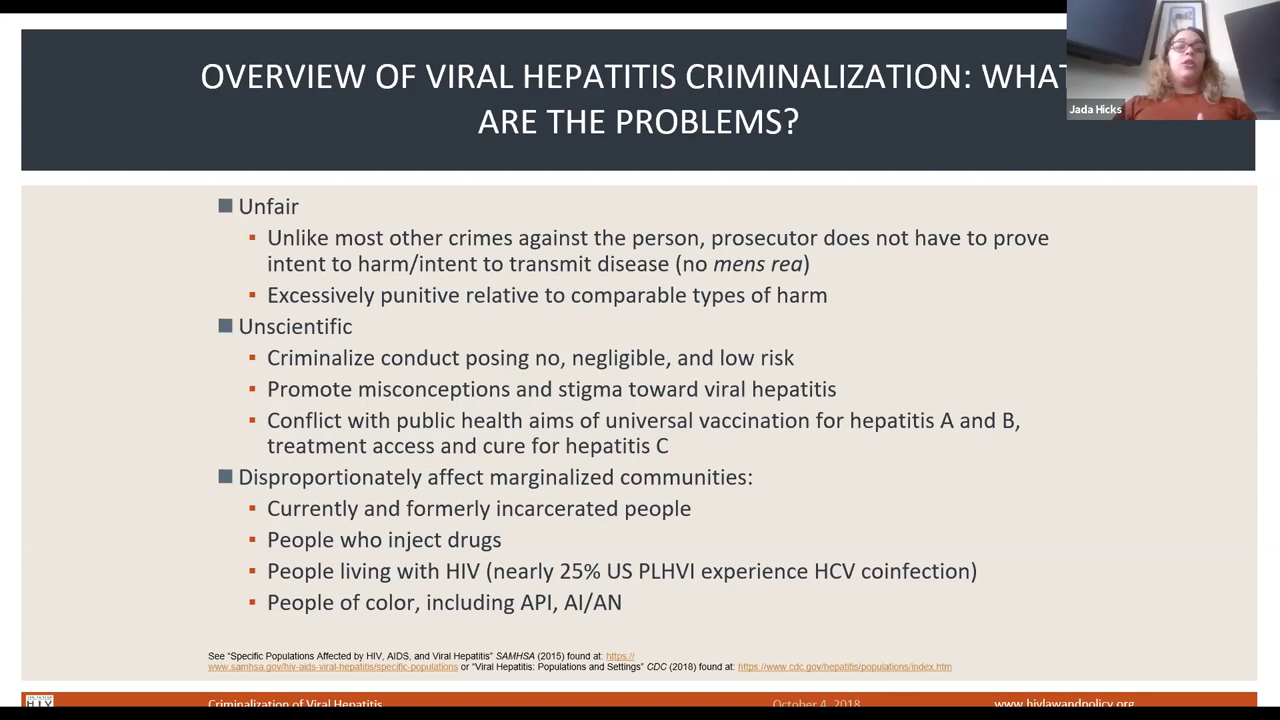 OVERVIEW OF VIRAL HEPATITIS CRIMINALIZATION: WHAT
ARE THE PROBLEMS?
Jada Hicks
Unfair
Unlike most other crimes against the person, prosecutor does not have to prove
intent to harm/intent to transmit disease (no mens rea)
Excessively punitive relative to comparable types of harm
Unscientific
Criminalize conduct posing no, negligible, and low risk
Promote misconceptions and stigma toward viral hepatitis
Conflict with public health aims of universal vaccination for hepatitis A and B,
treatment access and cure for hepatitis C
Disproportionately affect marginalized communities:
Currently and formerly incarcerated people
People who inject drugs
People living with HIV (nearly 25% US PLHVI experience HCV coinfection)
People of color, including API, AI/AN
See "Specific Populations Affected by HIV, AIDS, and Viral Hepatitis" SAMHSA (2015) found at: https://
www.samhsa.gov/hiv-aids-viral-hepatitis/specific-populations or "Viral Hepatitis: Populations and Settings" CDC (2018) found at: https://www.cdc.gov/hepatitis/populations/index.htm
HIV
Criminalization of Viral Hepatitis October 4, 2018 www.hivlawandpolicy.org